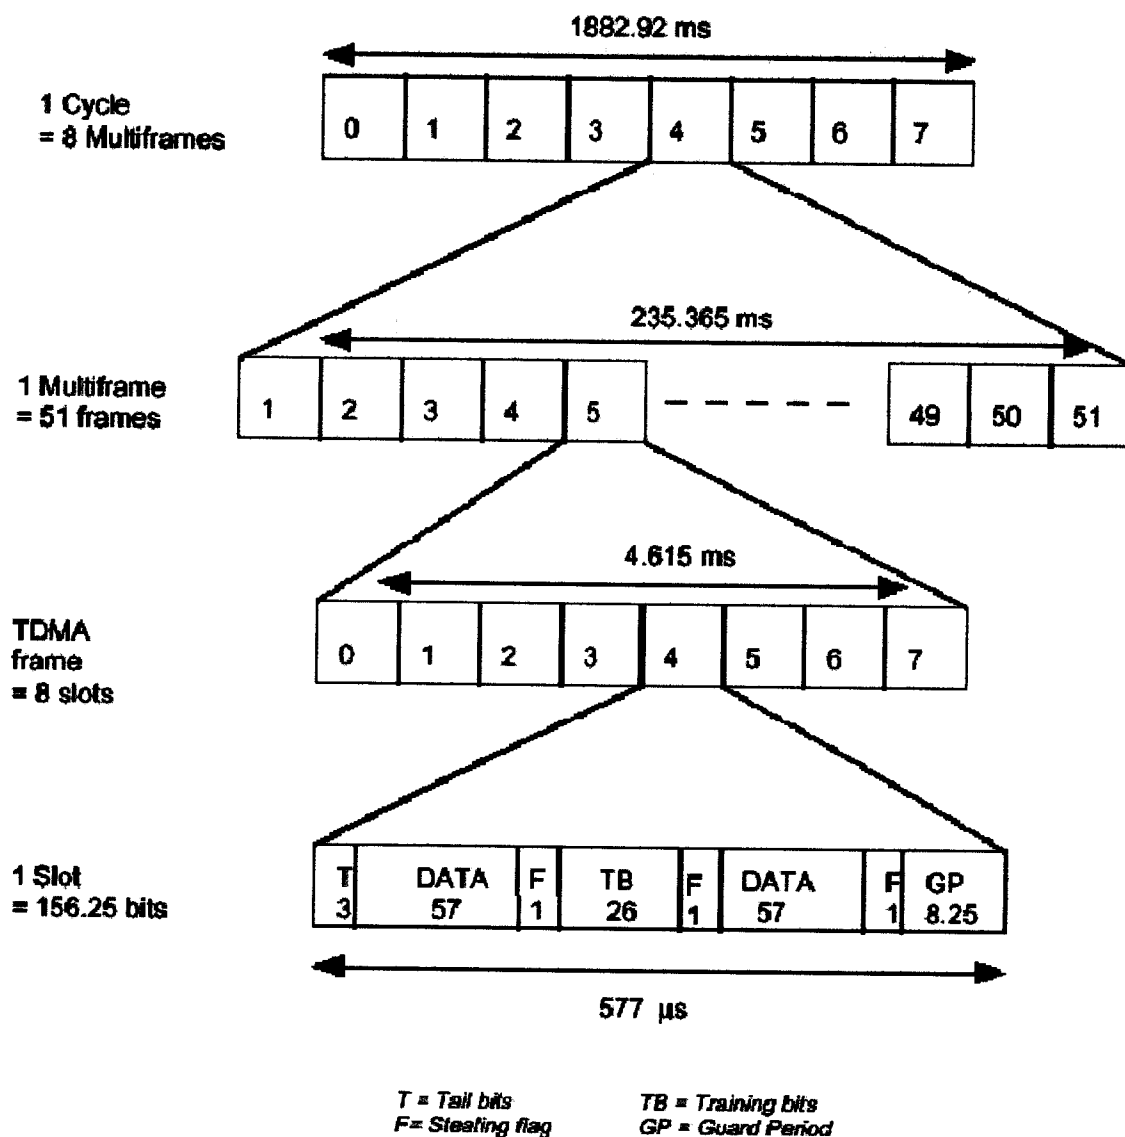 1882.92 ms
1 Cycle
= 8 Multiframes
0 1 2 3 4 5 6 7
235.365 ms
1 Multiframe
= 51 frames
1 2 3 4 5 49 50 51
4.615 ms
TDMA
frame
= 8 slots
0 1 2 3 4 5 6 7
1 Slot
= 156.25 bits
T DATA F TB F DATA F GP
3 57 1 26 1 57 1 8.25
577 µs
T = Tail bits TB = Training bits
F= Stealing flag GP = Guard Period